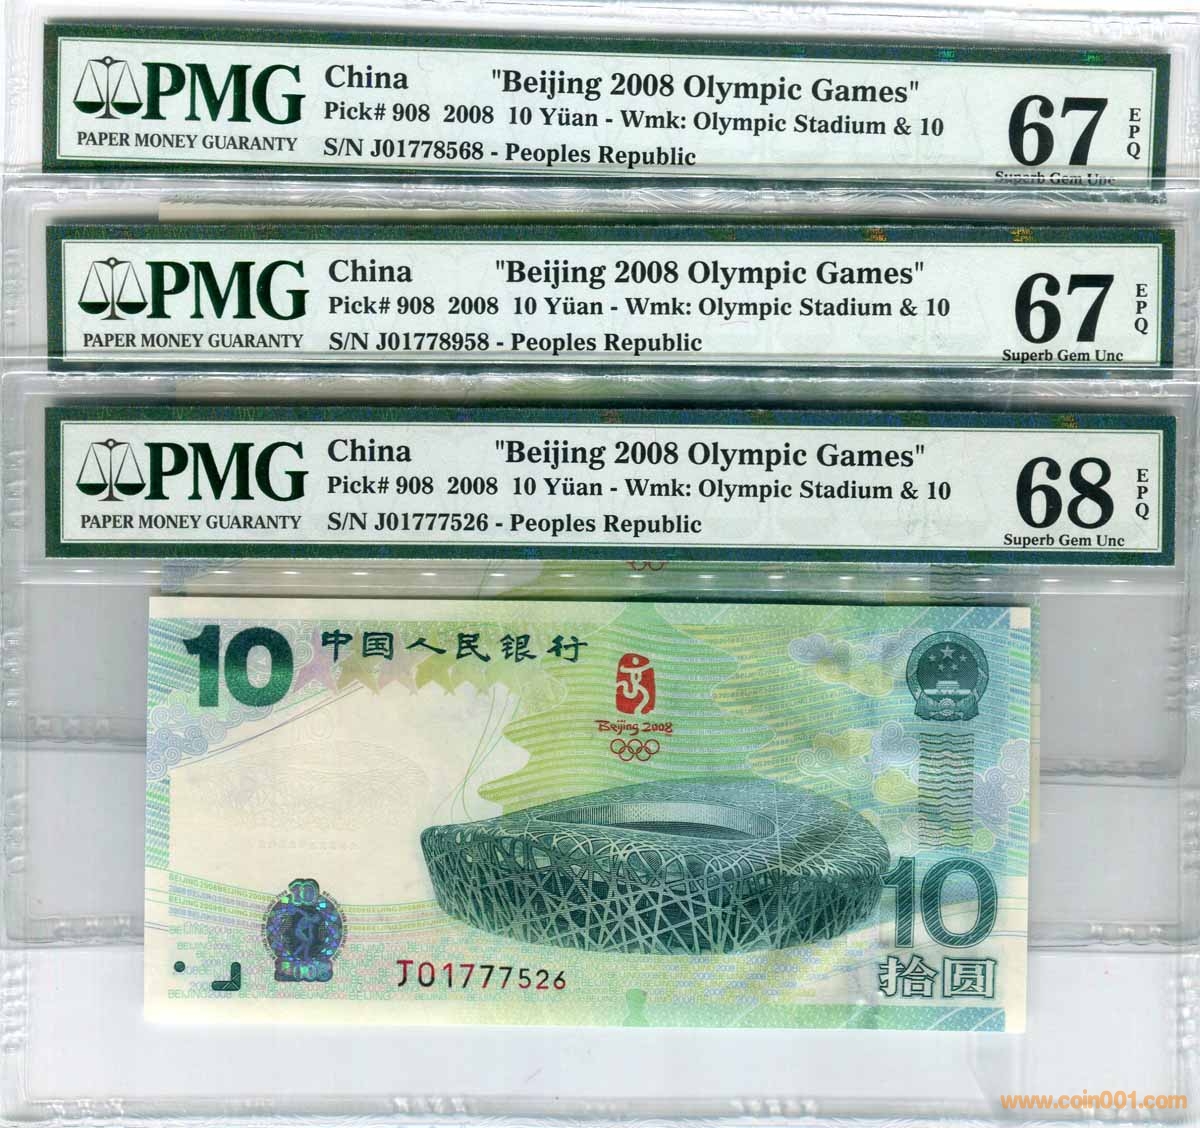 PMG
PAPER MONEY GUARANTY
China "Beijing 2008 Olympic Games"
Pick# 908 2008 10 Yüan - Wmk: Olympic Stadium & 10
S/N J01778568 - Peoples Republic
67
EPQ
Superb Gem Unc
PMG
PAPER MONEY GUARANTY
China "Beijing 2008 Olympic Games"
Pick# 908 2008 10 Yüan - Wmk: Olympic Stadium & 10
S/N J01778958 - Peoples Republic
67
EPQ
Superb Gem Unc
PMG
PAPER MONEY GUARANTY
China "Beijing 2008 Olympic Games"
Pick# 908 2008 10 Yüan - Wmk: Olympic Stadium & 10
S/N J01777526 - Peoples Republic
68
EPQ
Superb Gem Unc
10 中国人民银行
Beijing 2008
10
2008
J01777526
10
拾圆
www.coin001.com